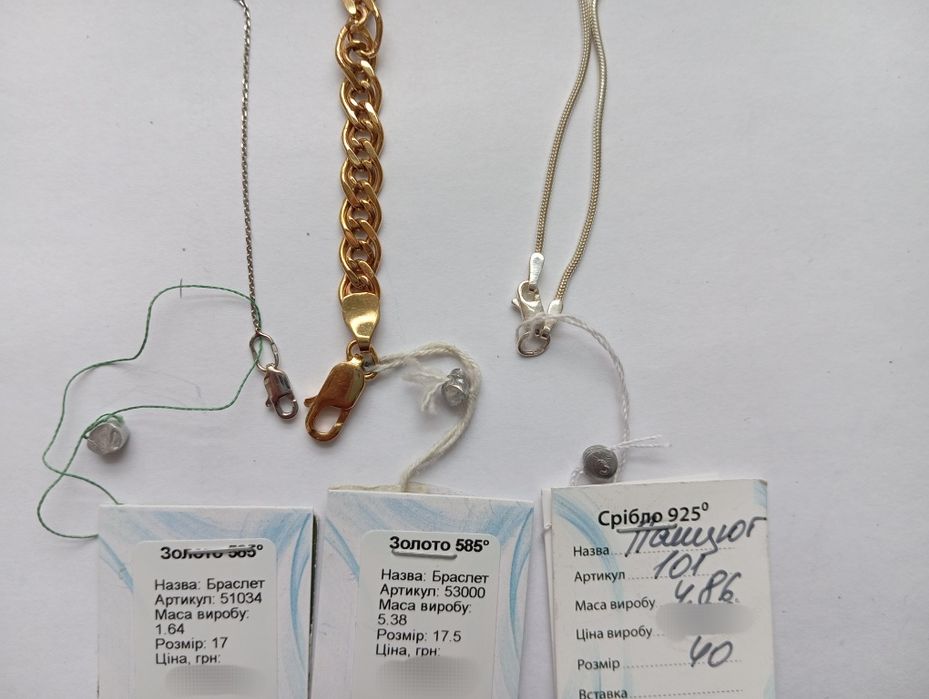 Золото 585°
Назва: Браслет
Артикул: 51034
Маса виробу:
1.64
Розмір: 17
Ціна, грн:
Золото 585°
Назва: Браслет
Артикул: 53000
Маса виробу:
5.38
Розмір: 17.5
Ціна, грн:
Срібло 925°
Назва Ланцюг
Артикул 101
Маса виробу 4.86
Ціна виробу
Розмір 40
Вставка